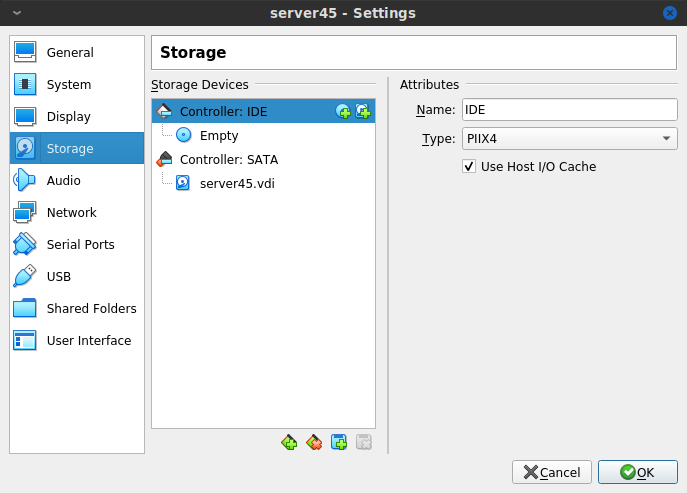 server45 - Settings
General
System
Display
Storage
Audio
Network
Serial Ports
USB
Shared Folders
User Interface
Storage
Storage Devices
Controller: IDE
Empty
Controller: SATA
server45.vdi
Attributes
Name: IDE
Type: PIIX4
Use Host I/O Cache
Cancel
OK